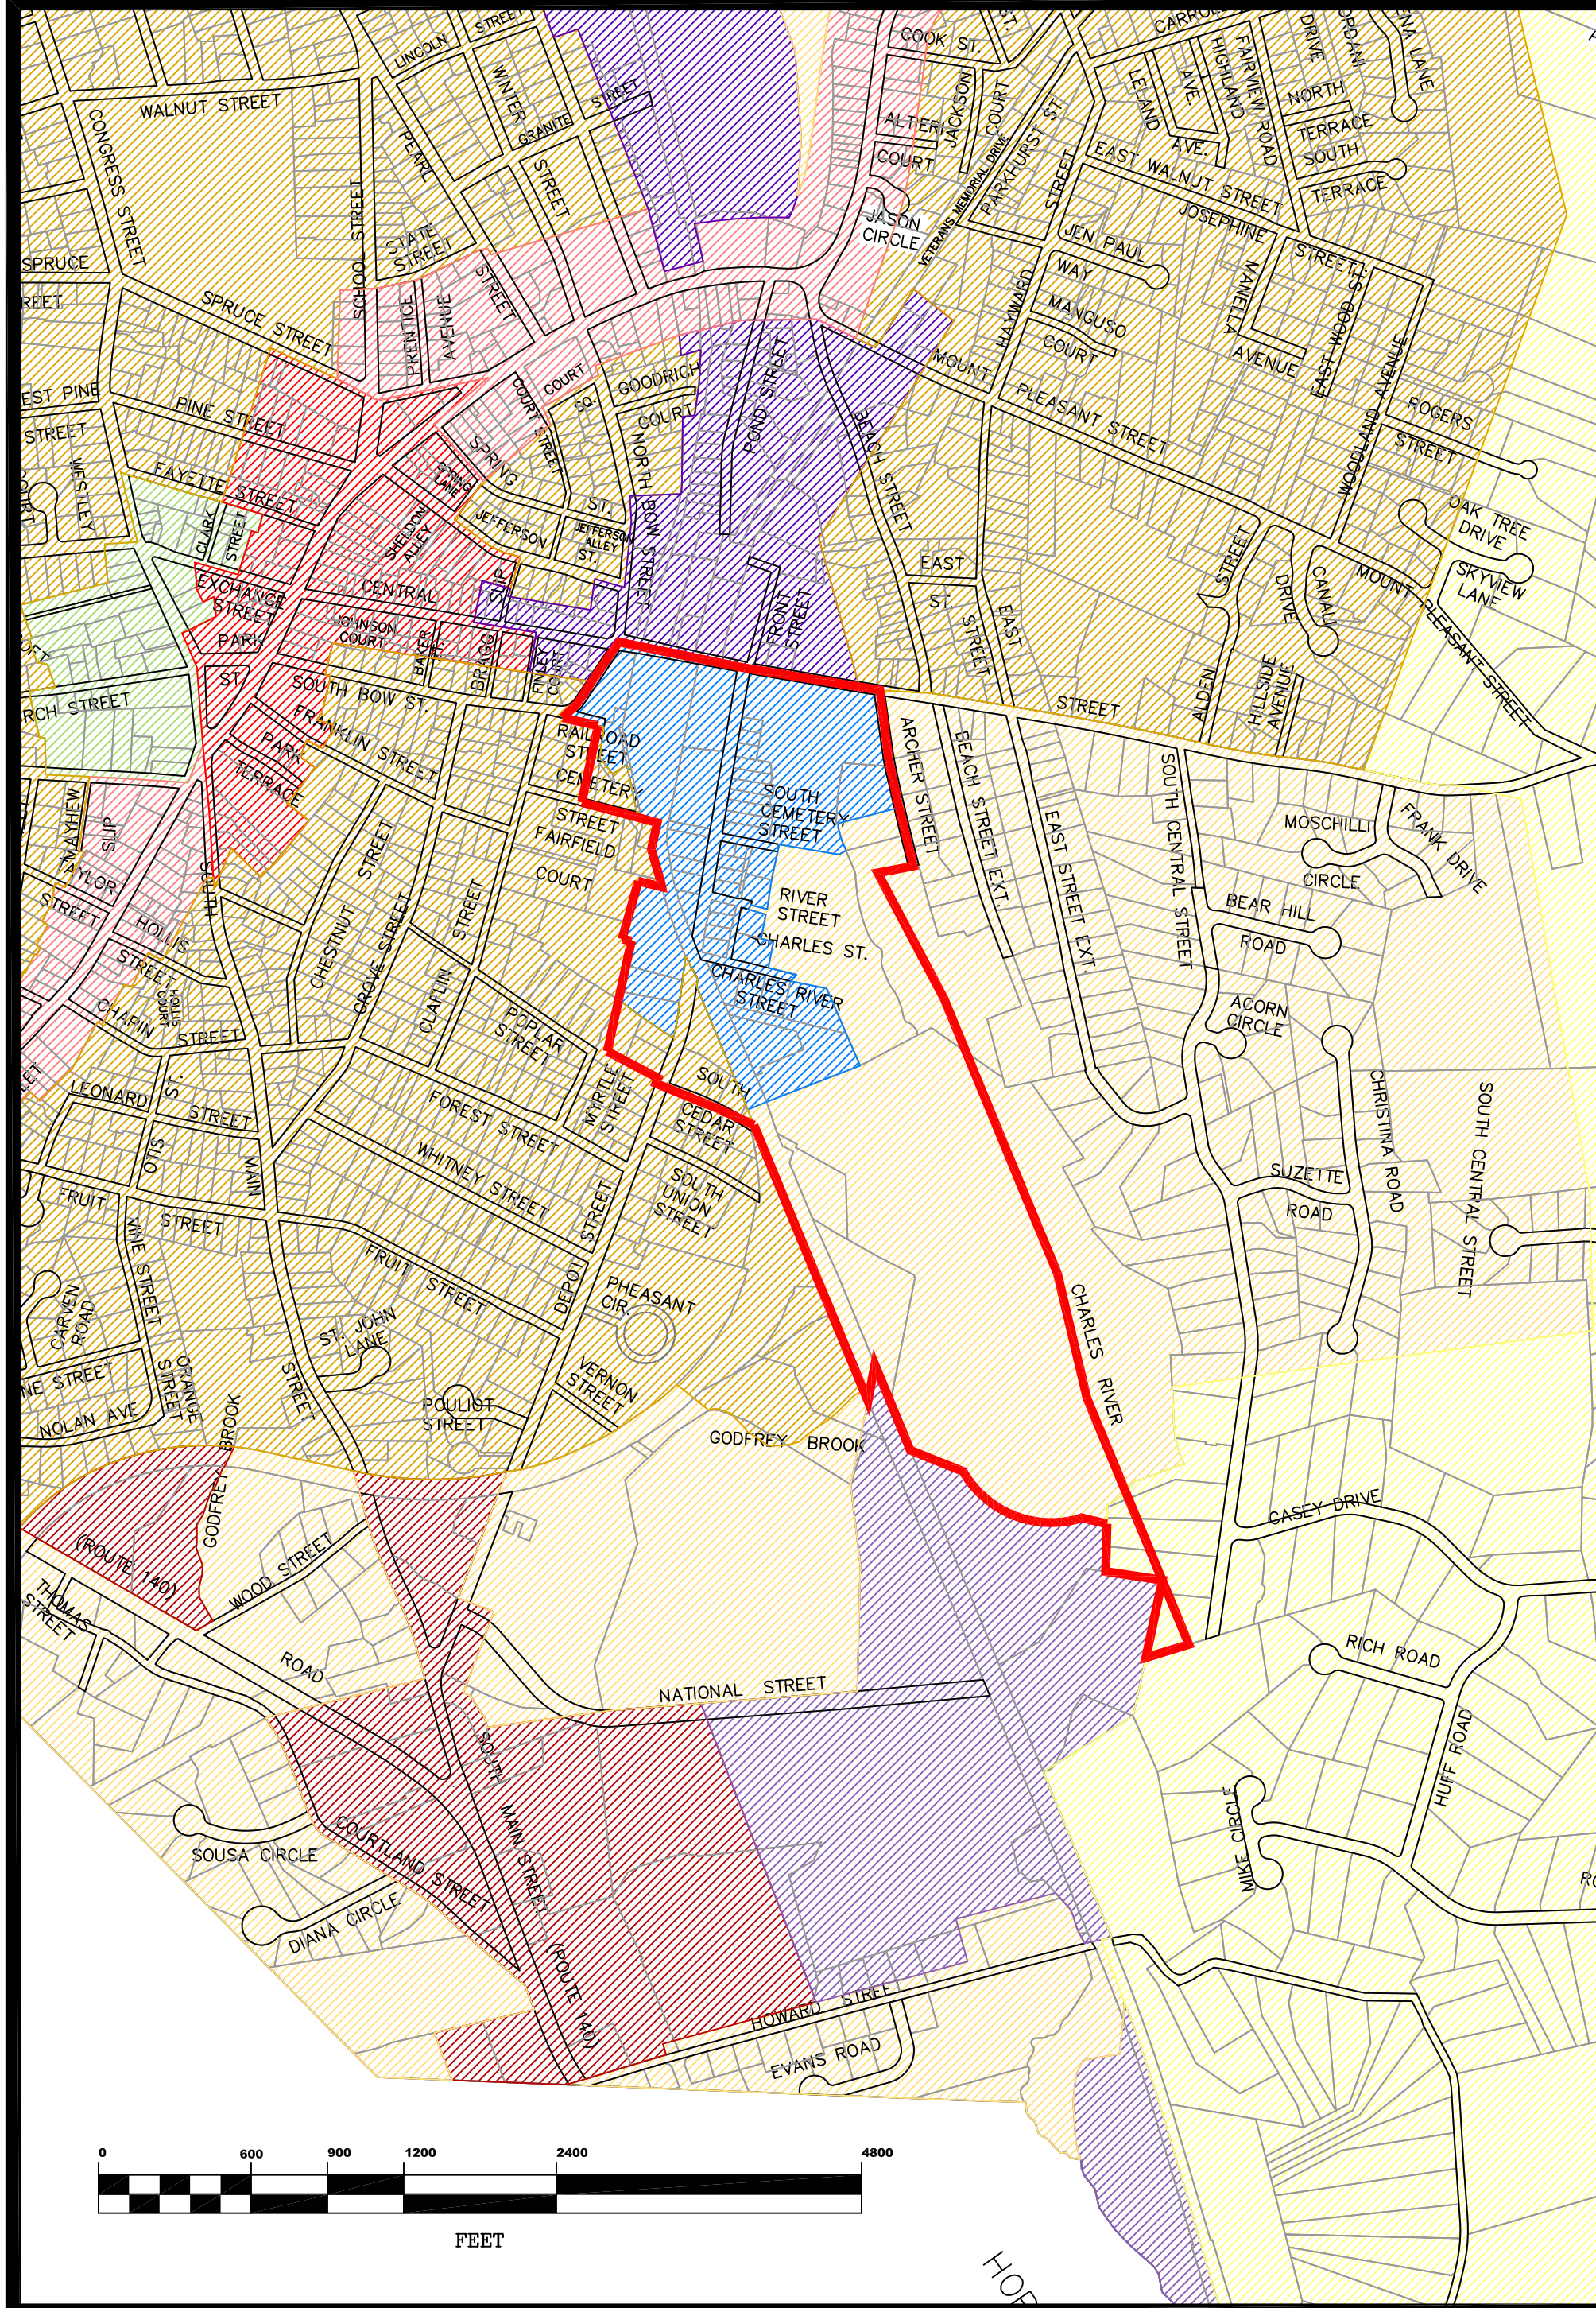 LINCOLN
STREET
WALNUT STREET
CONGRESS STREET
WINTER
STREET
GRANITE
STREET
PEARL
STREET
SCHOOL STREET
STATE
STREET
COOK ST.
ST.
JACKSON
COURT
ALTERI
COURT
JASON
CIRCLE
VETERANS MEMORIAL DRIVE
PARKHURST ST
LELAND
AVE.
AVE.
HIGHLAND
FAIRVIEW ROAD
DRIVE
NORTH
TERRACE
SOUTH
TERRACE
EAST WALNUT STREET
JOSEPHINE
STREET
HAYWARD
STREET
JEN PAUL
WAY
MANGUSO
COURT
MANELLA
AVENUE
EAST WOOD ST.
WOODLAND AVENUE
ROGERS
STREET
SPRUCE
SPRUCE STREET
PRENTICE
AVENUE
EST PINE
STREET
PINE STREET
WESTLEY
FAYETTE STREET
CLARK
STREET
EXCHANGE
STREET
PARK
ST.
COURT
SQ.
COURT STREET
GOODRICH
COURT
SPRING
ST.
SPRING
LANE
SHELDON
ALLEY
JEFFERSON
ST.
JEFFERSON
ALLEY
NORTH BOW STREET
POND STREET
FRONT
STREET
BEACH STREET
MOUNT
PLEASANT STREET
EAST
ST.
EAST
STREET
STREET
ALDEN
STREET
DRIVE
CANALI
HILLSIDE
AVENUE
OAK TREE
DRIVE
SKYVIEW
LANE
MOUNT PLEASANT STREET
CENTRAL
JOHNSON
COURT
BAKER
BRAGG
SLIP
FINLEY
COURT
SOUTH BOW ST.
FRANKLIN STREET
PARK
TERRACE
RAILROAD
STREET
CEMETERY
STREET
FAIRFIELD
COURT
SOUTH
CEMETERY
STREET
RIVER
STREET
CHARLES ST.
CHARLES RIVER
STREET
ARCHER STREET
BEACH STREET EXT.
EAST STREET EXT.
SOUTH CENTRAL STREET
MOSCHILLI
CIRCLE
FRANK DRIVE
BEAR HILL
ROAD
ACORN
CIRCLE
CHRISTINA ROAD
SOUTH CENTRAL STREET
SUZETTE
ROAD
MAYHEW
SLIP
TAYLOR
STREET
HOLLIS
STREET
HOLLIS
COURT
CHAPIN
STREET
SOUTH
MAIN
STREET
CHESTNUT
STREET
GROVE STREET
CLAFLIN
STREET
POPLAR
STREET
MYRTLE
STREET
SOUTH
CEDAR
STREET
SOUTH
UNION
STREET
FOREST STREET
WHITNEY STREET
LEONARD
STREET
OTIS
ST.
FRUIT
STREET
FRUIT STREET
VINE STREET
CARVEN
ROAD
NE STREET
NOLAN AVE
ORANGE
STREET
ST. JOHN
LANE
POULIOT
STREET
DEPOT
STREET
PHEASANT
CIR.
VERNON
STREET
GODFREY BROOK
GODFREY BROOK
CHARLES RIVER
CASEY DRIVE
(ROUTE 140)
THOMAS
STREET
WOOD STREET
ROAD
RICH ROAD
HUFF ROAD
MIKE CIRCLE
NATIONAL STREET
SOUTH
MAIN STREET
(ROUTE 140)
SOUSA CIRCLE
COURTLAND STREET
DIANA CIRCLE
HOWARD STREE
EVANS ROAD
0 600 900 1200 2400 4800
FEET
HOP